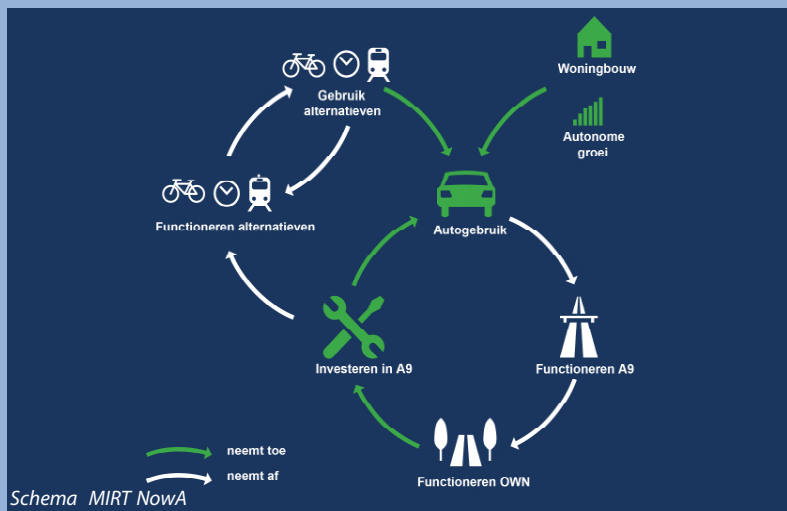 Woningbouw
Gebruik
alternatieven
Autonome
groei
Functioneren alternatieven
Autogebruik
Investeren in A9
Functioneren A9
neemt toe
neemt af
Functioneren OWN
Schema MIRT NowA